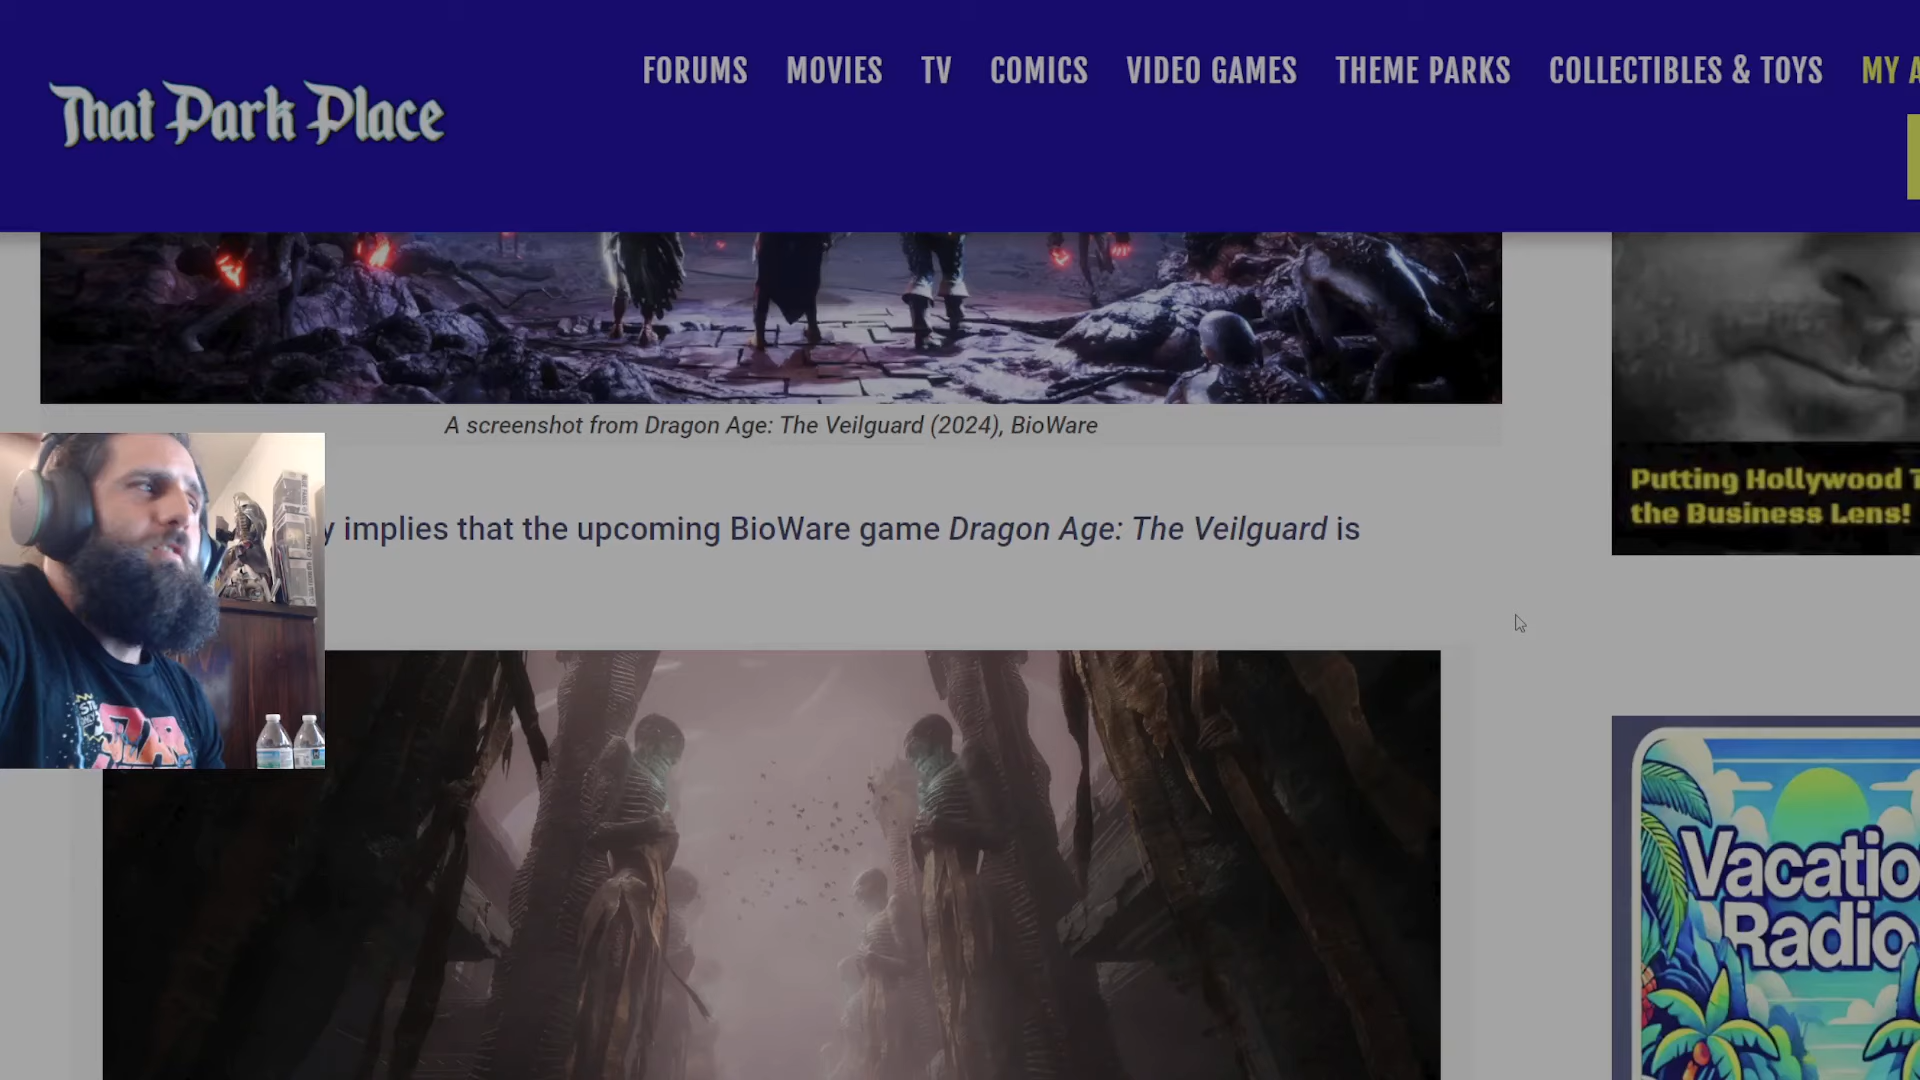 That Park Place
FORUMS MOVIES TV COMICS VIDEO GAMES THEME PARKS COLLECTIBLES & TOYS MY
A screenshot from Dragon Age: The Veilguard (2024), BioWare
y implies that the upcoming BioWare game Dragon Age: The Veilguard is
Putting Hollywood
the Business Lens!
Vacatio
Radio